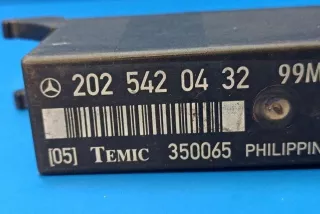 202 542 04 32 99M
[05] TEMIC 350065 PHILIPPIN